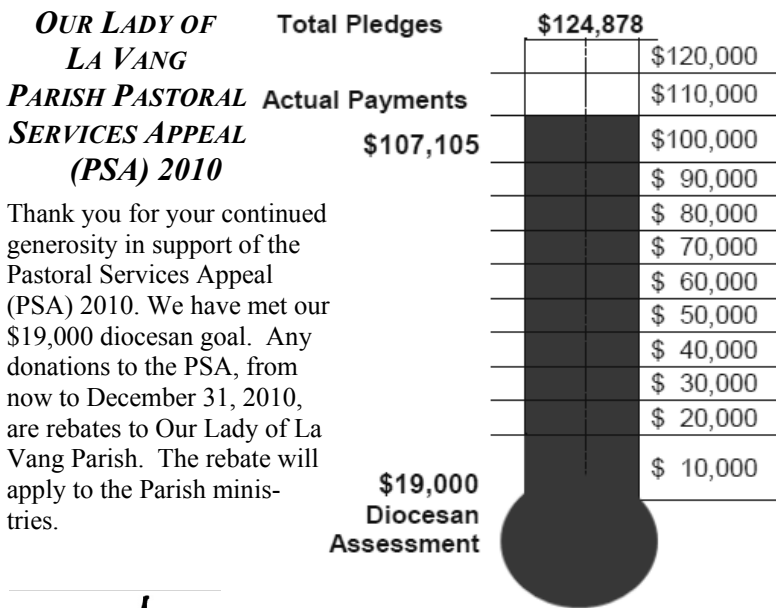 OUR LADY OF
LA VANG
PARISH PASTORAL
SERVICES APPEAL
(PSA) 2010
Thank you for your continued
generosity in support of the
Pastoral Services Appeal
(PSA) 2010. We have met our
$19,000 diocesan goal.  Any
donations to the PSA, from
now to December 31, 2010,
are rebates to Our Lady of La
Vang Parish.  The rebate will
apply to the Parish minis-
tries.
Total Pledges
$124,878
Actual Payments
$107,105
$120,000
$110,000
$100,000
$ 90,000
$ 80,000
$ 70,000
$ 60,000
$ 50,000
$ 40,000
$ 30,000
$ 20,000
$ 10,000
$19,000
Diocesan
Assessment